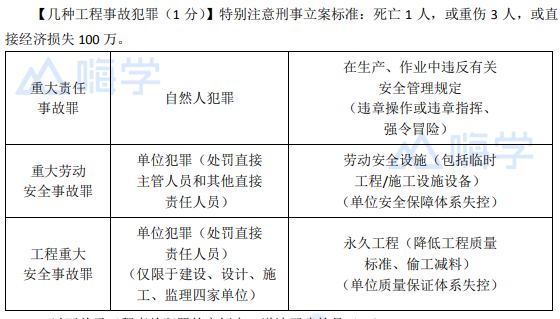 【几种工程事故犯罪（1 分）】特别注意刑事立案标准：死亡 1 人，或重伤 3 人，或直
接经济损失 100 万。
嗨学
重大责任
事故罪
自然人犯罪
在生产、作业中违反有关
安全管理规定
（违章操作或违章指挥、
强令冒险）
嗨学
重大劳动
安全事故罪
单位犯罪（处罚直接
主管人员和其他直接
责任人员）
劳动安全设施（包括临时
工程/施工设施设备）
（单位安全保障体系失控）
工程重大
安全事故罪
单位犯罪（处罚直接
责任人员）
（仅限于建设、设计、施
工、监理四家单位）
永久工程（降低工程质量
标准、偷工减料）
（单位质量保证体系失控）